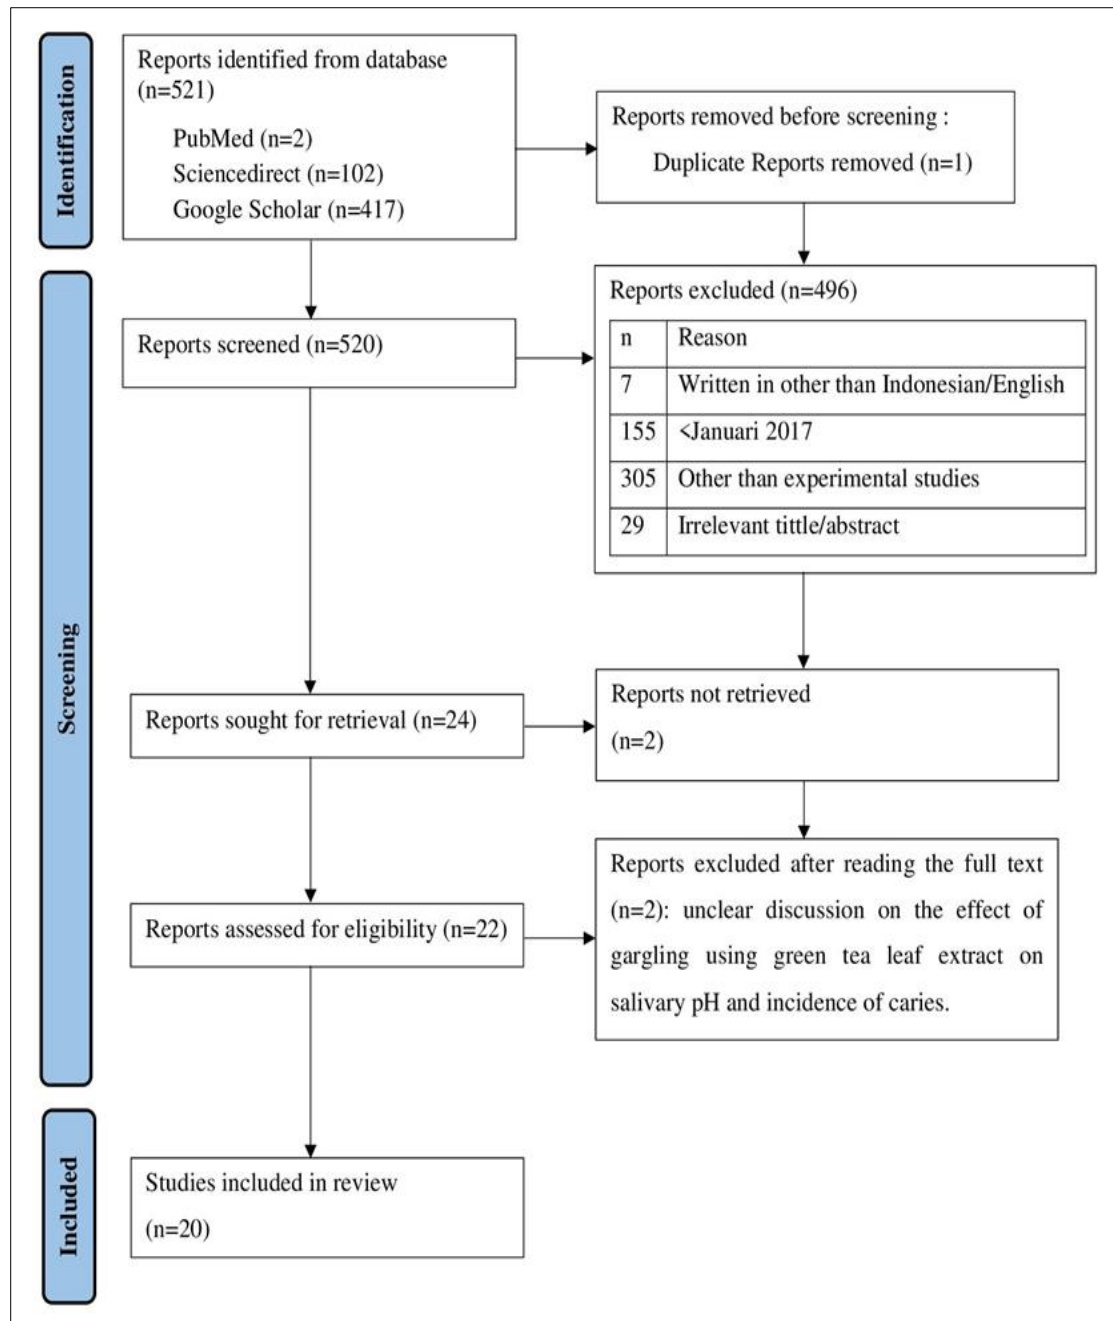 Identification
Reports identified from database
(n=521)
PubMed (n=2)
Sciencedirect (n=102)
Google Scholar (n=417)
Reports removed before screening :
Duplicate Reports removed (n=1)
Screening
Reports screened (n=520)
Reports excluded (n=496)
n Reason
7 Written in other than Indonesian/English
155 <Januari 2017
305 Other than experimental studies
29 Irrelevant tittle/abstract
Reports sought for retrieval (n=24)
Reports not retrieved
(n=2)
Reports assessed for eligibility (n=22)
Reports excluded after reading the full text
(n=2): unclear discussion on the effect of
gargling using green tea leaf extract on
salivary pH and incidence of caries.
Included
Studies included in review
(n=20)